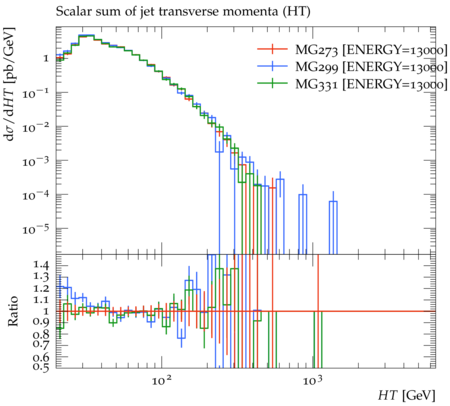 Scalar sum of jet transverse momenta (HT)
dσ/dHT [pb/GeV]
MG273 [ENERGY=13000]
MG299 [ENERGY=13000]
MG331 [ENERGY=13000]
1
10⁻¹
10⁻²
10⁻³
10⁻⁴
10⁻⁵
Ratio
1.4
1.3
1.2
1.1
1
0.9
0.8
0.7
0.6
0.5
10² 10³
HT [GeV]